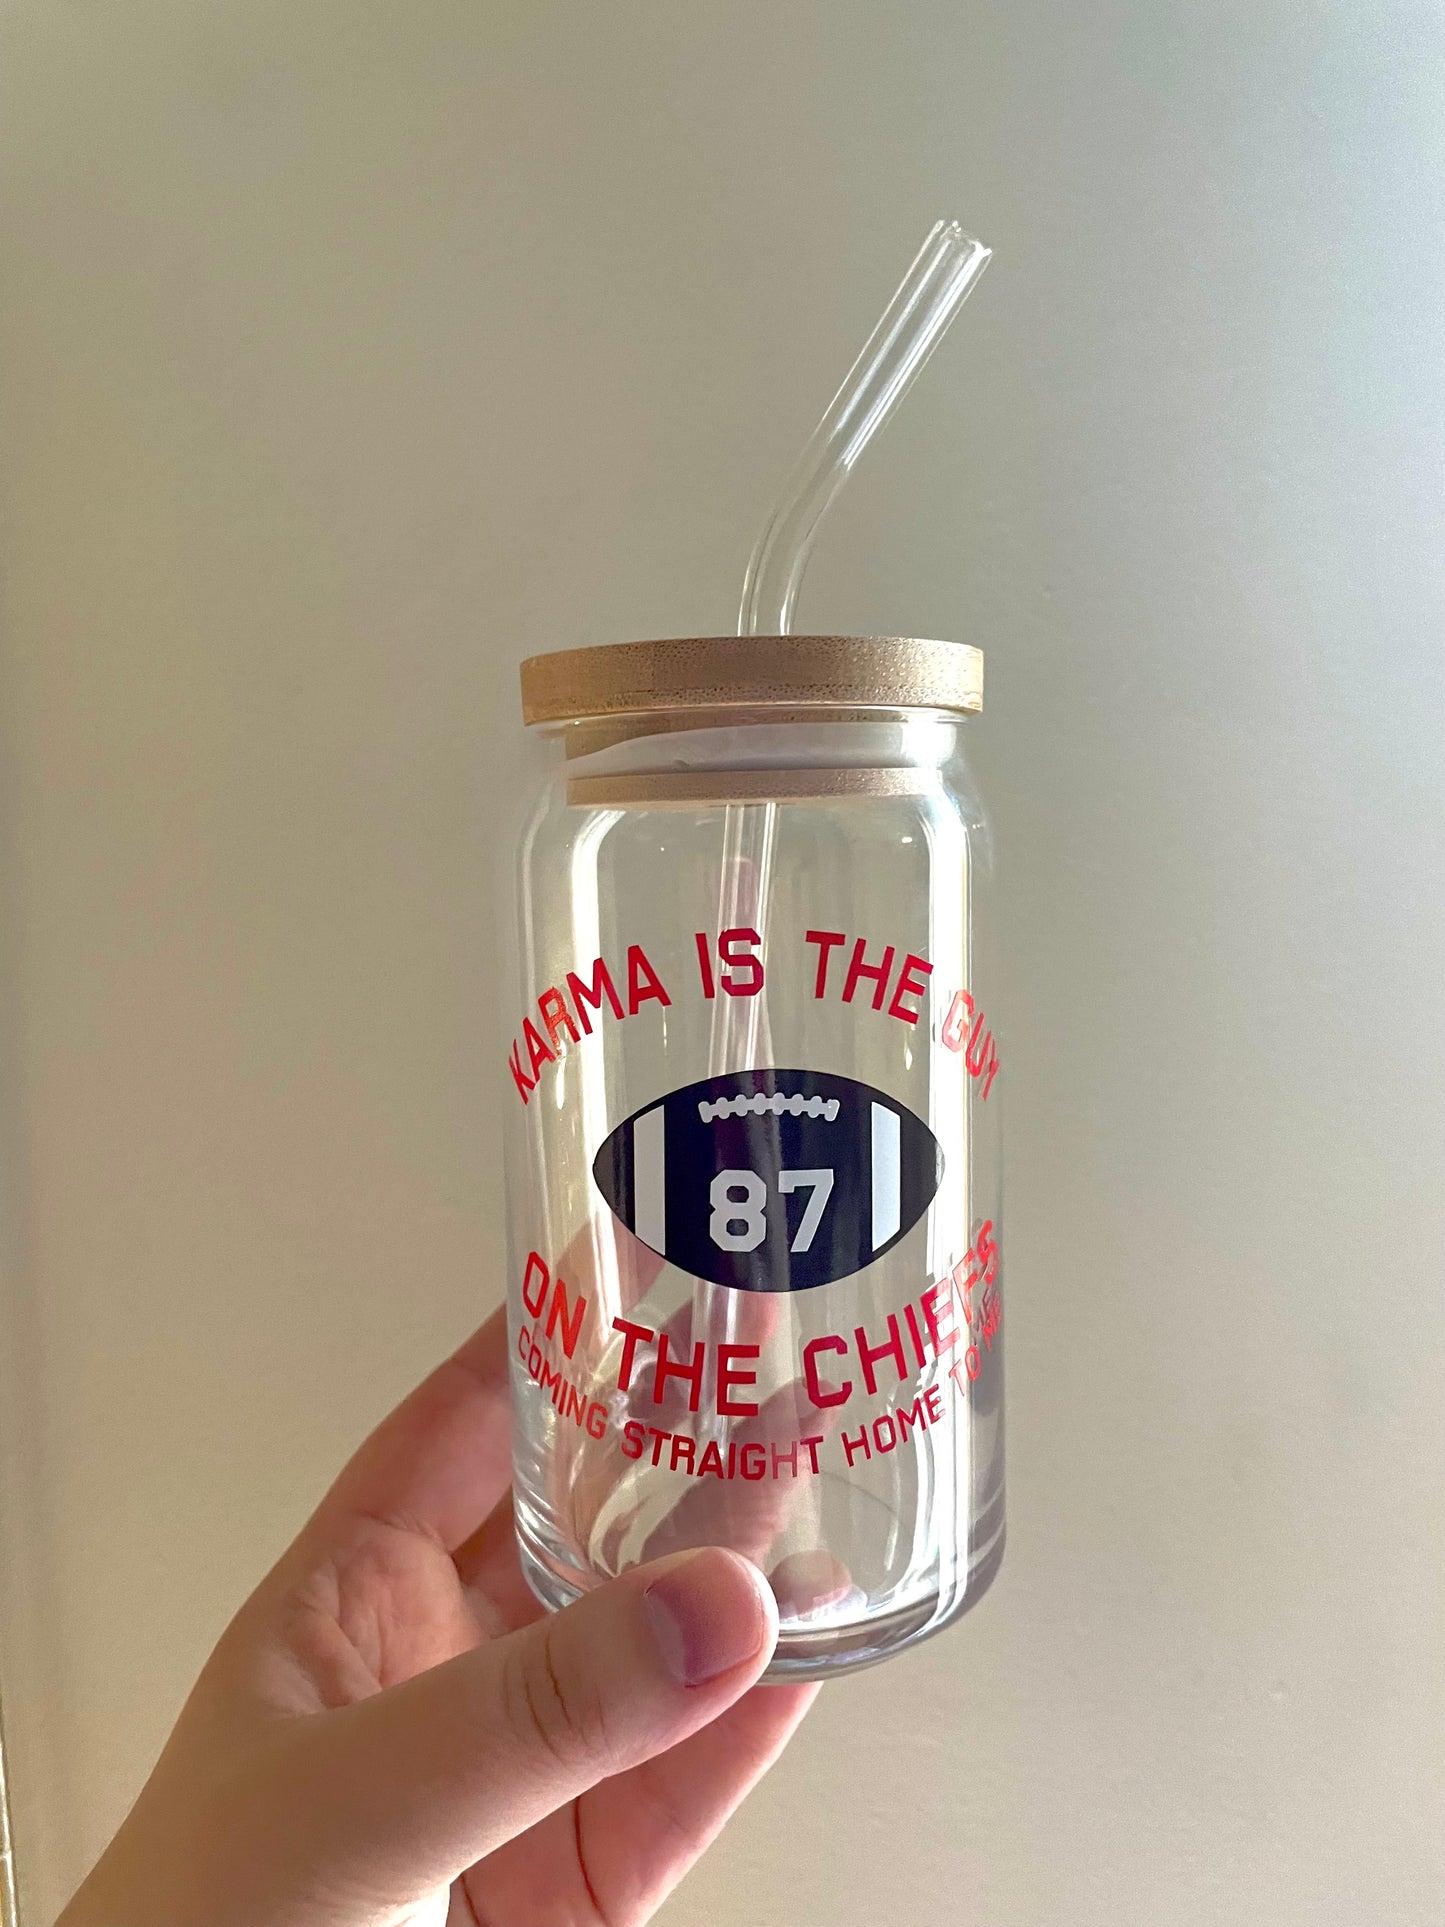 KARMA IS THE GUY
87
ON THE CHIEFS
COMING STRAIGHT HOME TO ME